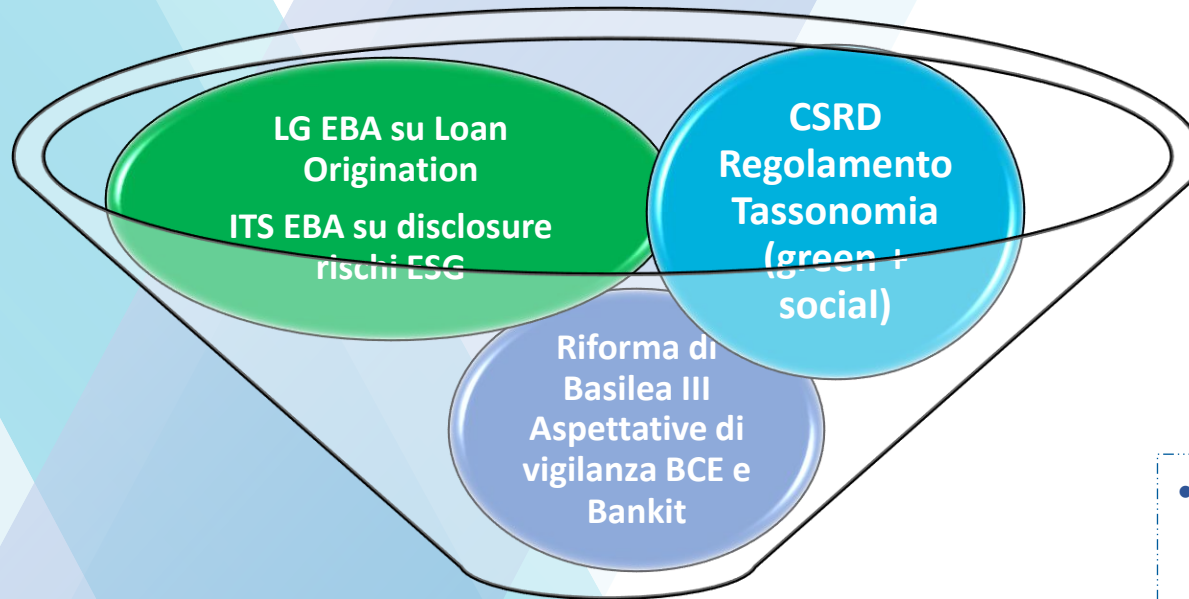 LG EBA su Loan
Origination
ITS EBA su disclosure
rischi ESG
CSRD
Regolamento
Tassonomia
(green +
social)
Riforma di
Basilea III
Aspettative di
vigilanza BCE e
Bankit
•